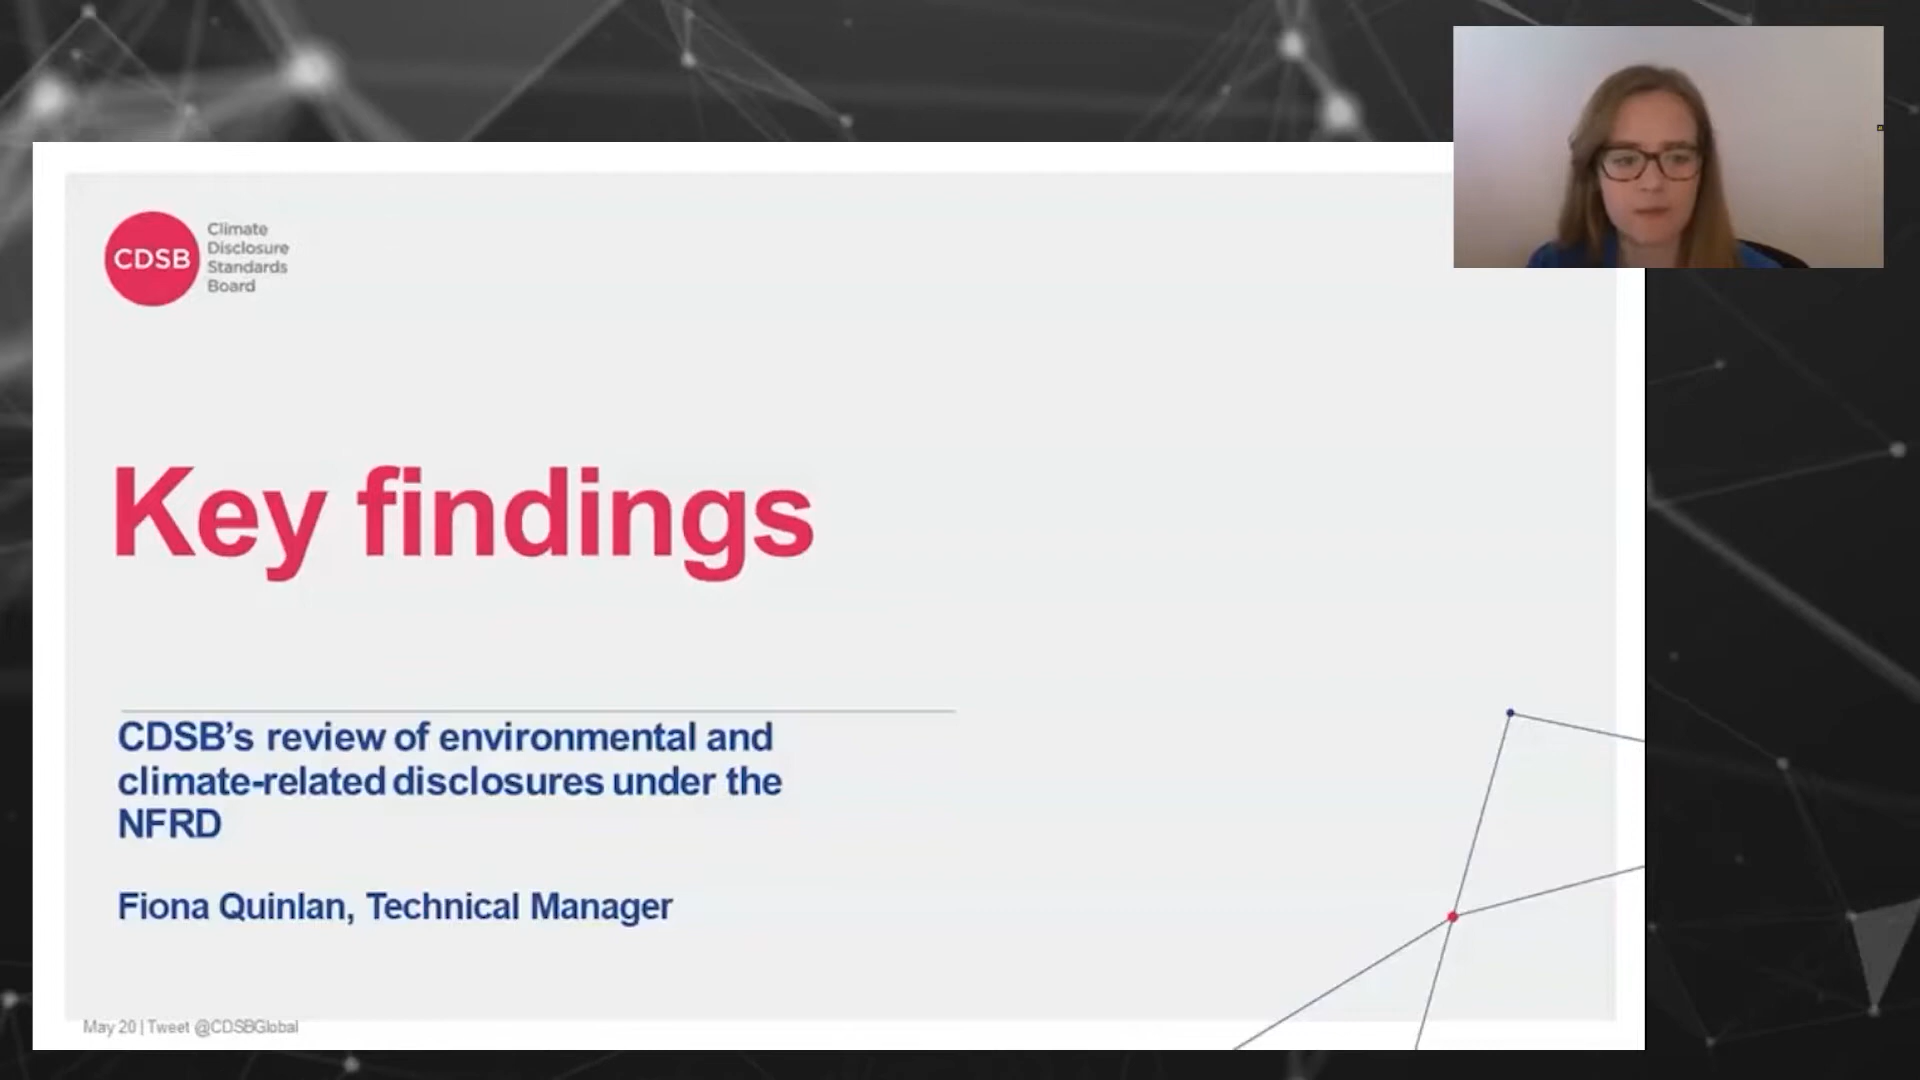 CDSB
Climate
Disclosure
Standards
Board
Key findings
CDSB’s review of environmental and
climate-related disclosures under the
NFRD
Fiona Quinlan, Technical Manager
May 20 | Tweet @CDSBGlobal